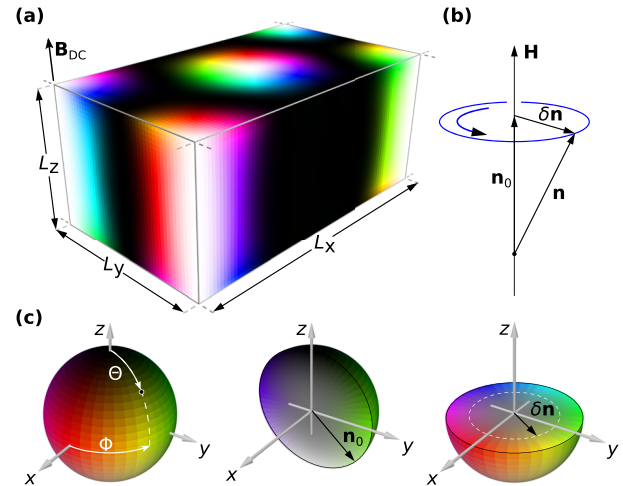 (a)
B_DC
L_z
L_y
L_x
(b)
H
δn
n_0
n
(c)
z
Θ
Φ
x
y
z
n_0
x
y
z
δn
x
y